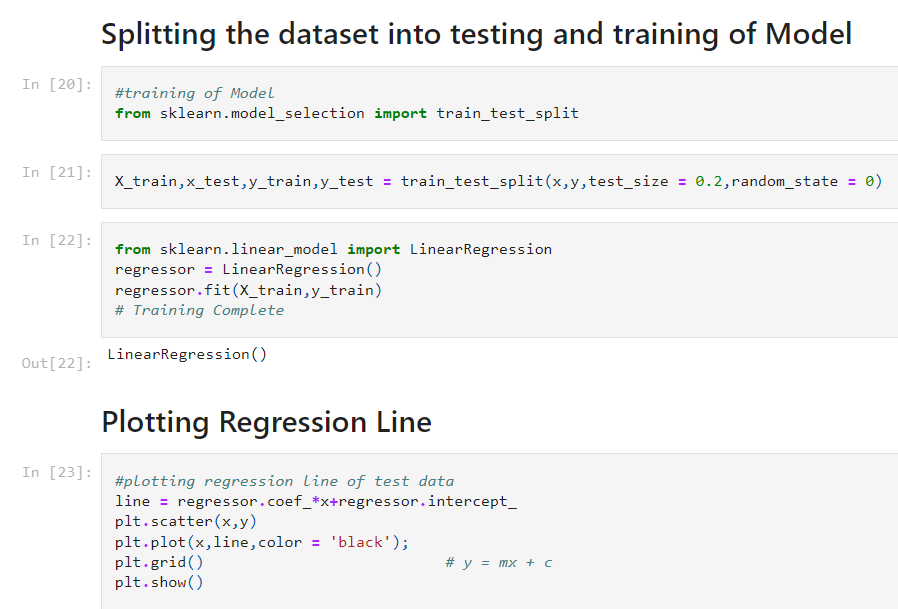 Splitting the dataset into testing and training of Model
In [20]:
#training of Model
from sklearn.model_selection import train_test_split
In [21]:
X_train,x_test,y_train,y_test = train_test_split(x,y,test_size = 0.2,random_state = 0)
In [22]:
from sklearn.linear_model import LinearRegression
regressor = LinearRegression()
regressor.fit(X_train,y_train)
# Training Complete
Out[22]:
LinearRegression()
Plotting Regression Line
In [23]:
#plotting regression line of test data
line = regressor.coef_*x+regressor.intercept_
plt.scatter(x,y)
plt.plot(x,line,color = 'black');
plt.grid() # y = mx + c
plt.show()